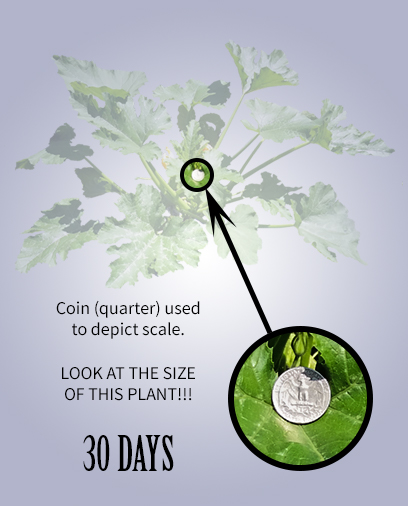 Coin (quarter) used
to depict scale.
LOOK AT THE SIZE
OF THIS PLANT!!!
30 DAYS